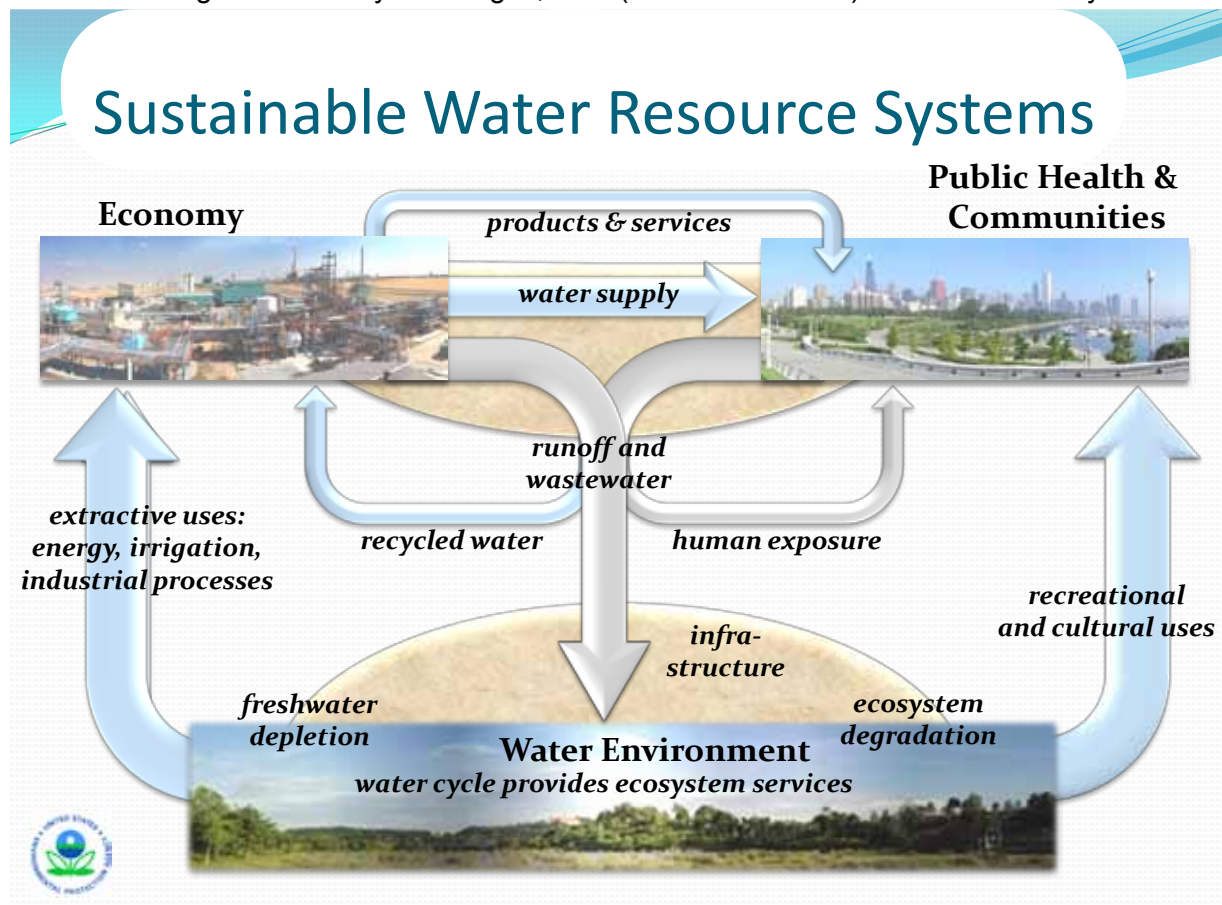 Sustainable Water Resource Systems
Public Health &
Communities
Economy
products & services
water supply
runoff and
wastewater
extractive uses:
energy, irrigation,
industrial processes
recycled water
human exposure
recreational
and cultural uses
infra-
structure
freshwater
depletion
ecosystem
degradation
Water Environment
water cycle provides ecosystem services
UNITED STATES